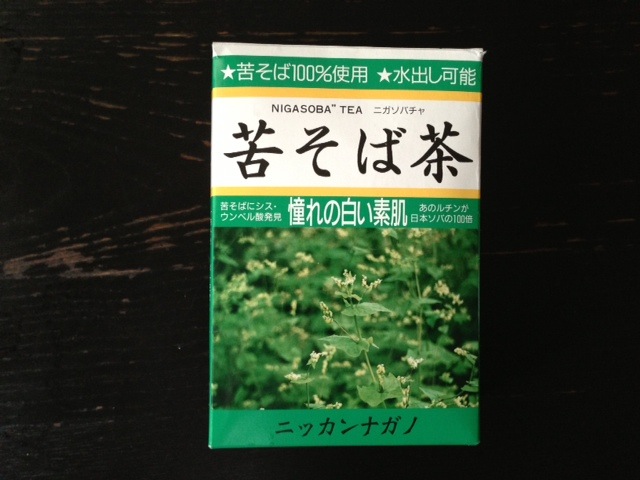 ★苦そば100%使用 ★水出し可能
NIGASOBA" TEA ニガソバチャ
苦そば茶
苦そばにシス・
ウンベル酸発見
憧れの白い素肌
あのルチンが
日本ソバの100倍
ニッカンナガノ